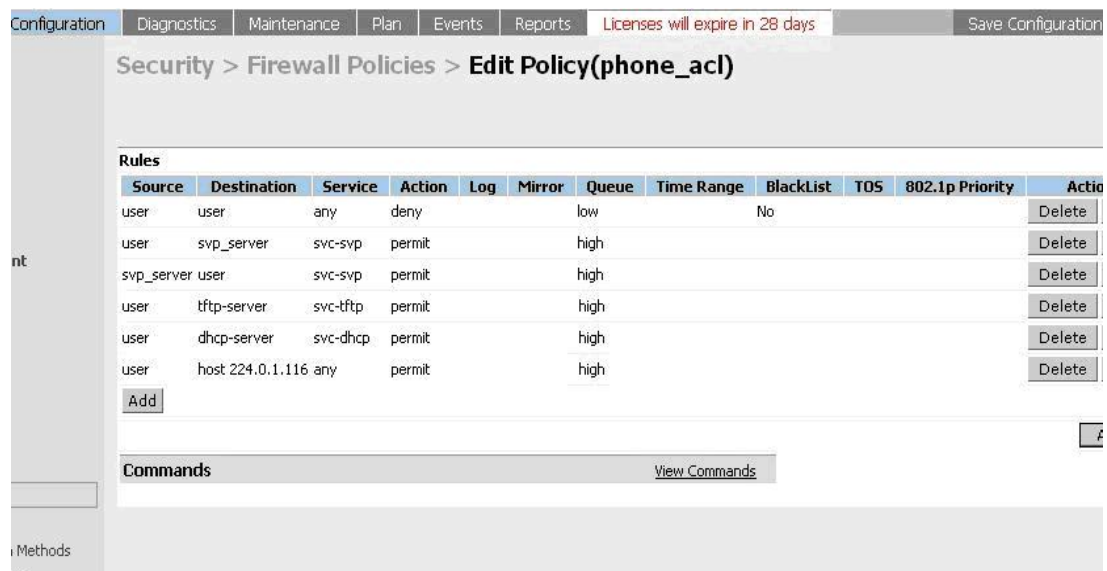 Configuration Diagnostics Maintenance Plan Events Reports Licenses will expire in 28 days Save Configuration
Security > Firewall Policies > Edit Policy(phone_acl)
Rules
Source Destination Service Action Log Mirror Queue Time Range BlackList TOS 802.1p Priority Actio
user user any deny low No Delete
user svp_server svc-svp permit high Delete
nt
svp_server user svc-svp permit high Delete
user tftp-server svc-tftp permit high Delete
user dhcp-server svc-dhcp permit high Delete
user host 224.0.1.116 any permit high Delete
Add
A
Commands View Commands
Methods